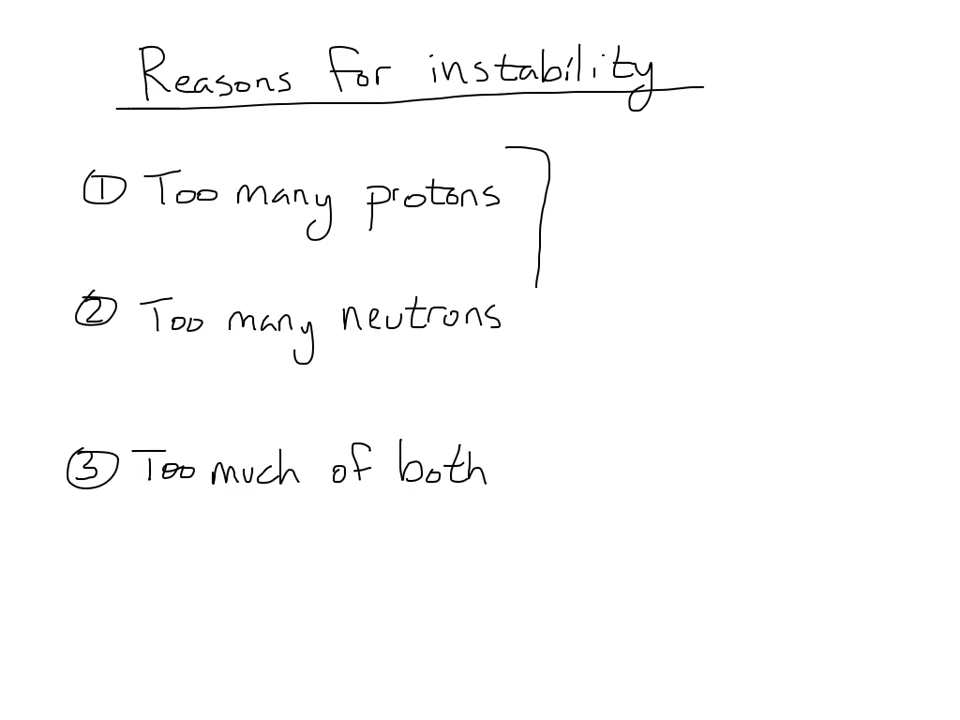 Reasons for instability
① Too many protons
② Too many neutrons
③ Too much of both